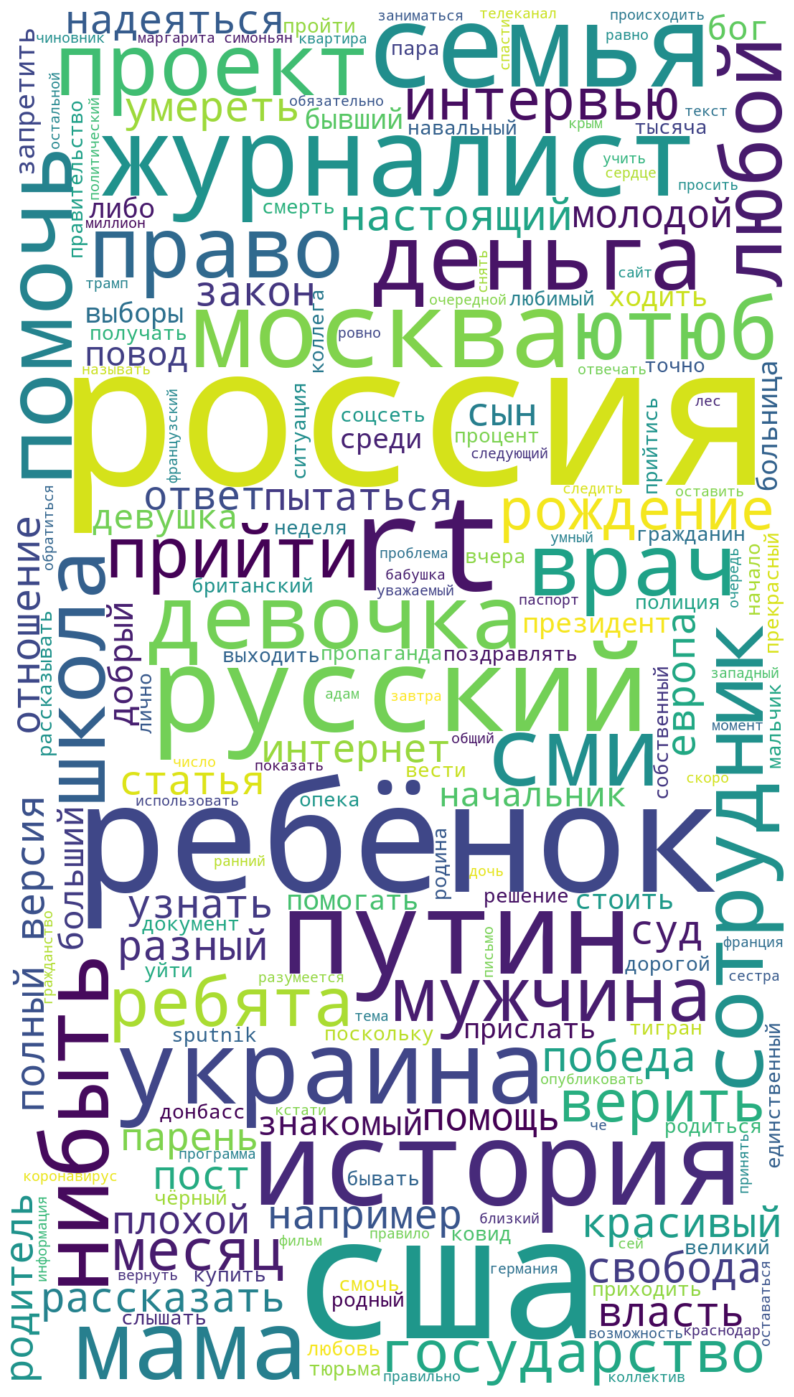 заниматься
телеканал
происходить
надеяться
пройти
семья
бог
чиновник
маргарита
симоньян
квартира
пара
спасти
равно
проект
любой
запретить
остальной
умереть
обязательно
интервью
бывший
навальный
крым
тысяча
текст
правительство
политический
журналист
учить
сердце
просить
помочь
либо
миллион
смерть
настоящий
молодой
право
деньга
снять
сайт
трамп
закон
коллега
очередной
любимый
ходить
выборы
получать
москва
ровно
ютюб
повод
называть
отвечать
точно
россия
больница
французский
ситуация
соцсеть
среди
сын
процент
следующий
лес
прийтись
обратиться
ответ
пытаться
следить
оставить
девушка
неделя
rt
рождение
отношение
прийти
проблема
вчера
умный
гражданин
школа
британский
бабушка
уважаемый
врач
паспорт
полиция
очередь
начало
прекрасный
девочка
президент
рассказывать
добрый
лично
выходить
пропаганда
поздравлять
европа
сотрудник
западный
мальчик
русский
адам
завтра
собственный
момент
интернет
общий
сми
число
показать
вести
скоро
статья
использовать
опека
начальник
полный версия
больший
ребёнок
ранний
родина
дочь
узнать
помогать
решение
стоить
гражданство
документ
путин
суд
разный
письмо
франция
уйти
разумеется
дорогой
сестра
нибыть
ребята
тема
мужчина
sputnik
поскольку
прислать
тигран
украина
победа
опубликовать
единственный
донбасс
кстати
верить
знакомый
помощь
че
родиться
парень
программа
история
принять
коронавирус
пост
бывать
чёрный
родитель
информация
плохой
например
близкий
красивый
фильм
правило
ковид
сей
великий
месяц
сша
германия
свобода
вернуть
купить
смочь
приходить
оставаться
рассказать
родный
власть
слышать
возможность
краснодар
мама
любовь
государство
тюрьма
правильно
коллектив